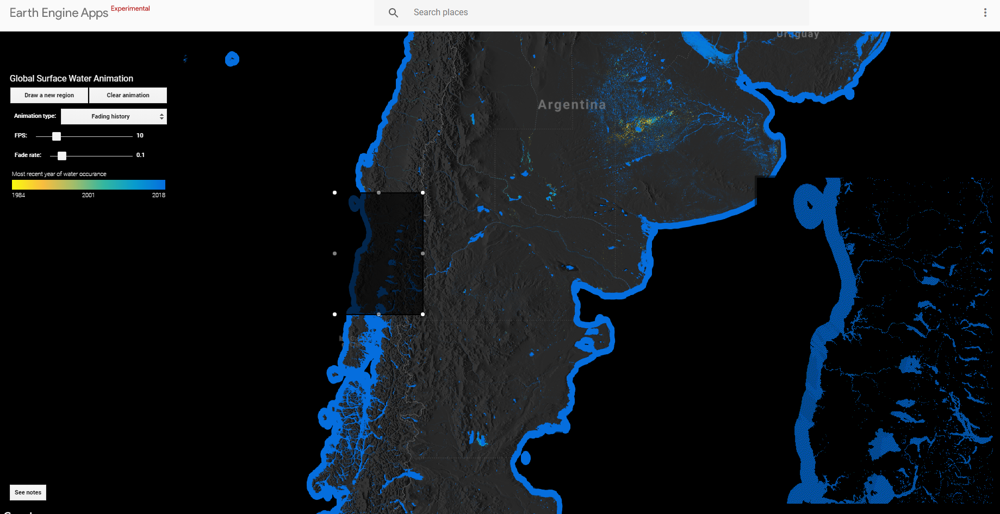 Earth Engine Apps Experimental
Search places
Uruguay
Global Surface Water Animation
Draw a new region
Clear animation
Argentina
Animation type:
Fading history
FPS:
10
Fade rate:
0.1
Most recent year of water occurance
1984
2001
2018
See notes